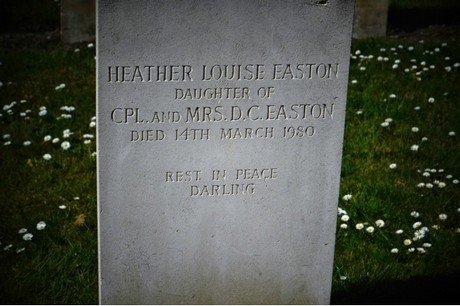 HEATHER LOUISE EASTON
DAUGHTER OF
CPL. AND MRS. D. C. EASTON
DIED 14TH MARCH 1980
REST IN PEACE
DARLING